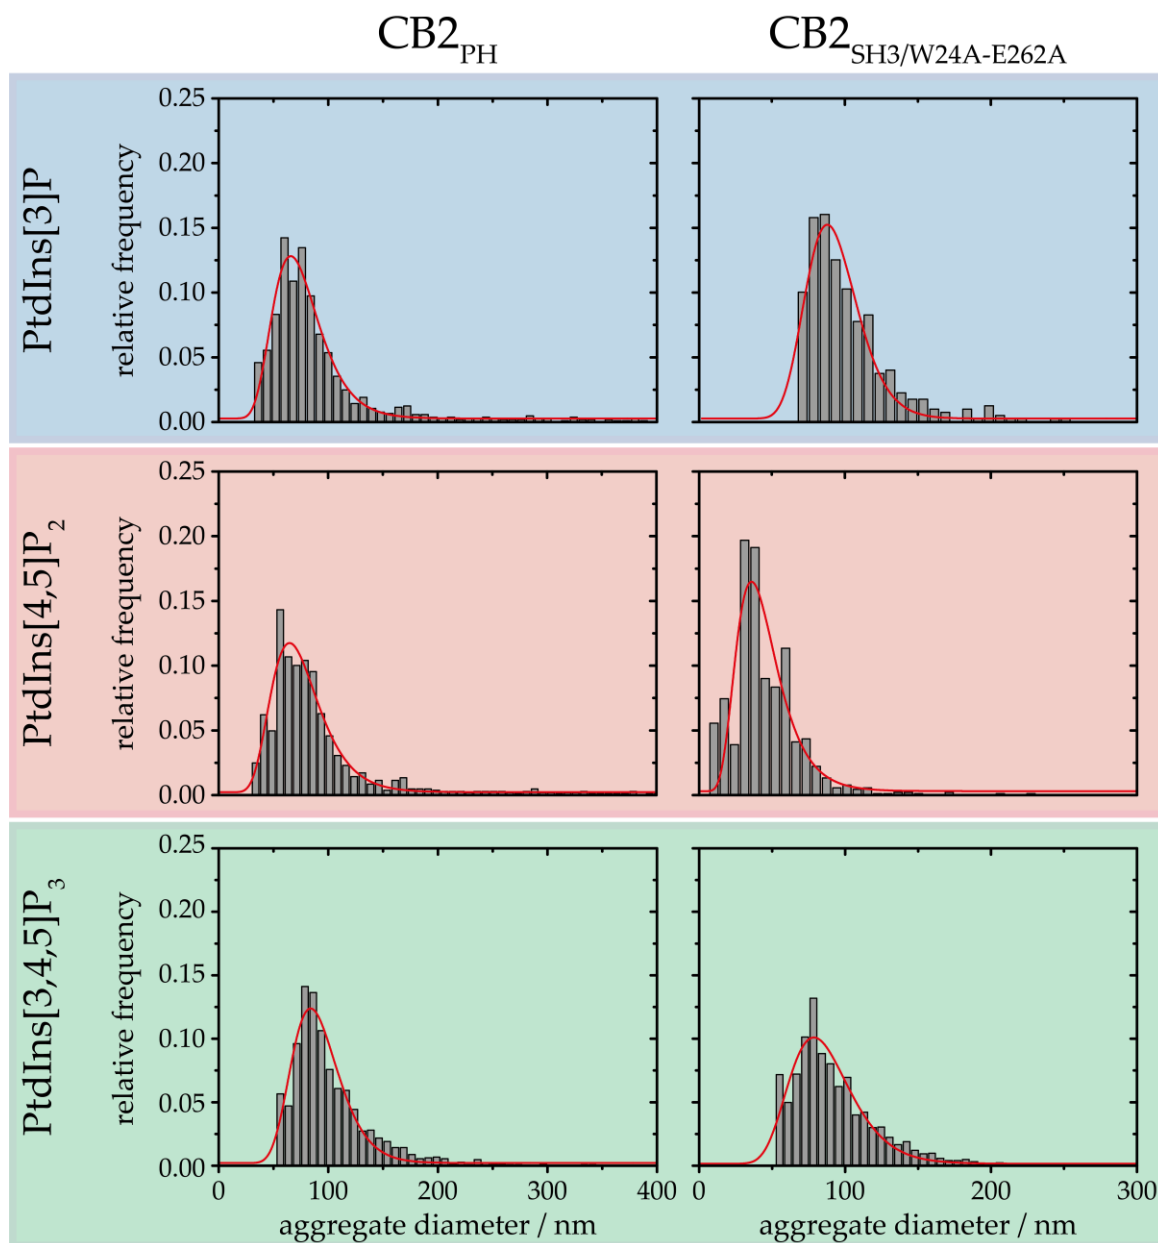 CB2PH
CB2SH3/W24A-E262A
PtdIns[3]P
relative frequency
0.25
0.20
0.15
0.10
0.05
0.00
PtdIns[4,5]P2
relative frequency
0.25
0.20
0.15
0.10
0.05
0.00
PtdIns[3,4,5]P3
relative frequency
0.25
0.20
0.15
0.10
0.05
0.00
0 100 200 300 400
0 100 200 300
aggregate diameter / nm
aggregate diameter / nm